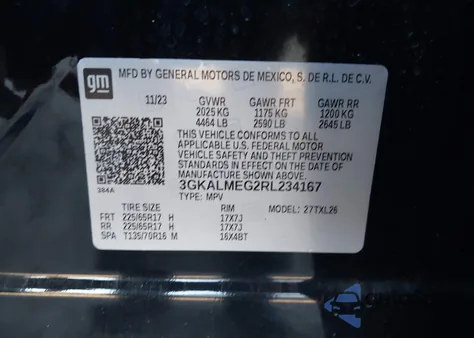 gm
MFD BY GENERAL MOTORS DE MEXICO, S. DE R.L. DE C.V.
11/23 GVWR GAWR FRT GAWR RR
2025 KG 1175 KG 1200 KG
4464 LB 2590 LB 2645 LB
THIS VEHICLE CONFORMS TO ALL
APPLICABLE U.S. FEDERAL MOTOR
VEHICLE SAFETY, BUMPER, AND THEFT PREVENTION
STANDARDS IN EFFECT ON THE DATE OF
MANUFACTURE SHOWN ABOVE.
384A
3GKALMEG2RL234167
TYPE: MPV MODEL: 27TXL26
TIRE SIZE RIM
FRT 225/65R17 H 17X7J
RR 225/65R17 H 17X7J
SPA T135/70R16 M 16X4BT